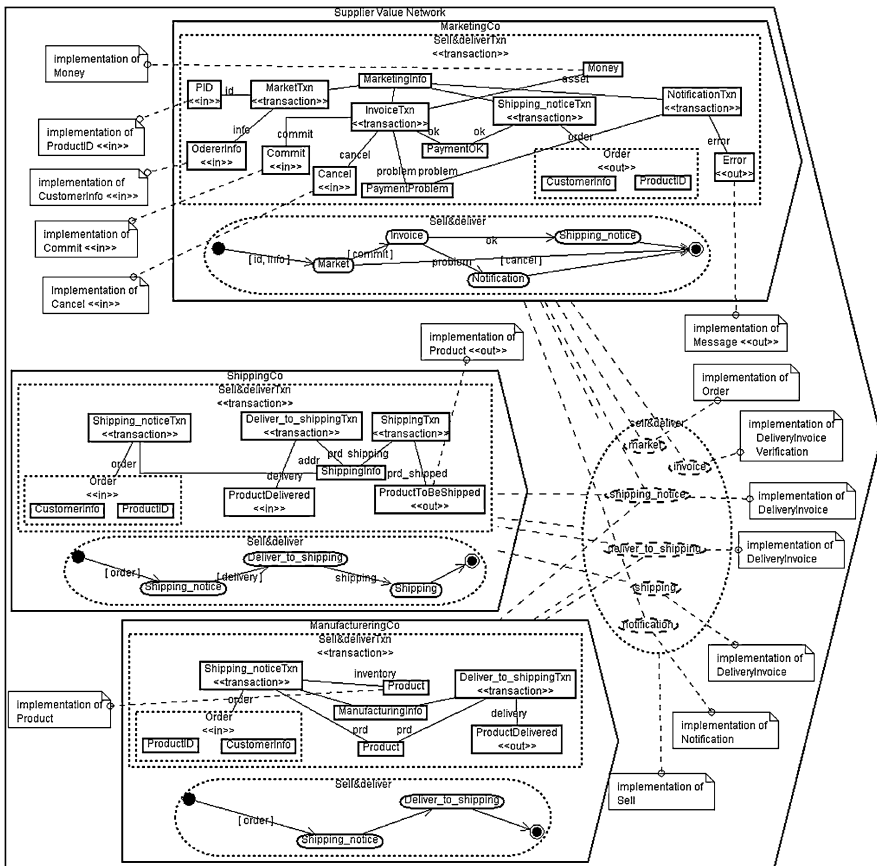 Supplier Value Network
MarketingCo
Sell&deliverTxn
<<transaction>>
implementation of
Money
Money
asset
PID
<<in>>
id
MarketTxn
<<transaction>>
MarketingInfo
NotificationTxn
<<transaction>>
InvoiceTxn
<<transaction>>
Shipping_noticeTxn
<<transaction>>
implementation of
ProductID <<in>>
info
commit
ok
ok
order
error
OdererInfo
<<in>>
Commit
<<in>>
cancel
PaymentOK
Order
<<out>>
CustomerInfo
ProductID
Error
<<out>>
Cancel
<<in>>
problem
problem
PaymentProblem
implementation of
CustomerInfo <<in>>
implementation of
Commit <<in>>
Implementation of
Cancel <<in>>
Sell&deliver
Invoice
ok
Shipping_notice
[id, info]
[commit]
Market
problem
[cancel]
Notification
implementation of
Product <<out>>
implementation of
Message <<out>>
ShippingCo
Sell&deliverTxn
<<transaction>>
Shipping_noticeTxn
<<transaction>>
Deliver_to_shippingTxn
<<transaction>>
ShippingTxn
<<transaction>>
order
addr
prd
shipping
ShippingInfo
delivery
prd_shipped
Order
<<in>>
CustomerInfo
ProductID
ProductDelivered
<<in>>
ProductToBeShipped
<<out>>
Sell&deliver
Deliver_to_shipping
[order]
Shipping_notice
[delivery]
shipping
Shipping
implementation of
Order
sell&deliver
market
invoice
shipping_notice
deliver_to_shipping
shipping
notification
implementation of
DeliveryInvoice
Verification
implementation of
DeliveryInvoice
implementation of
DeliveryInvoice
implementation of
DeliveryInvoice
implementation of
Notification
implementation of
Sell
ManufactureringCo
Sell&deliverTxn
<<transaction>>
Shipping_noticeTxn
<<transaction>>
inventory
Product
Deliver_to_shippingTxn
<<transaction>>
implementation of
Product
order
ManufacturingInfo
delivery
Order
<<in>>
ProductID
CustomerInfo
prd
prd
Product
ProductDelivered
<<out>>
Sell&deliver
[order]
Deliver_to_shipping
Shipping_notice